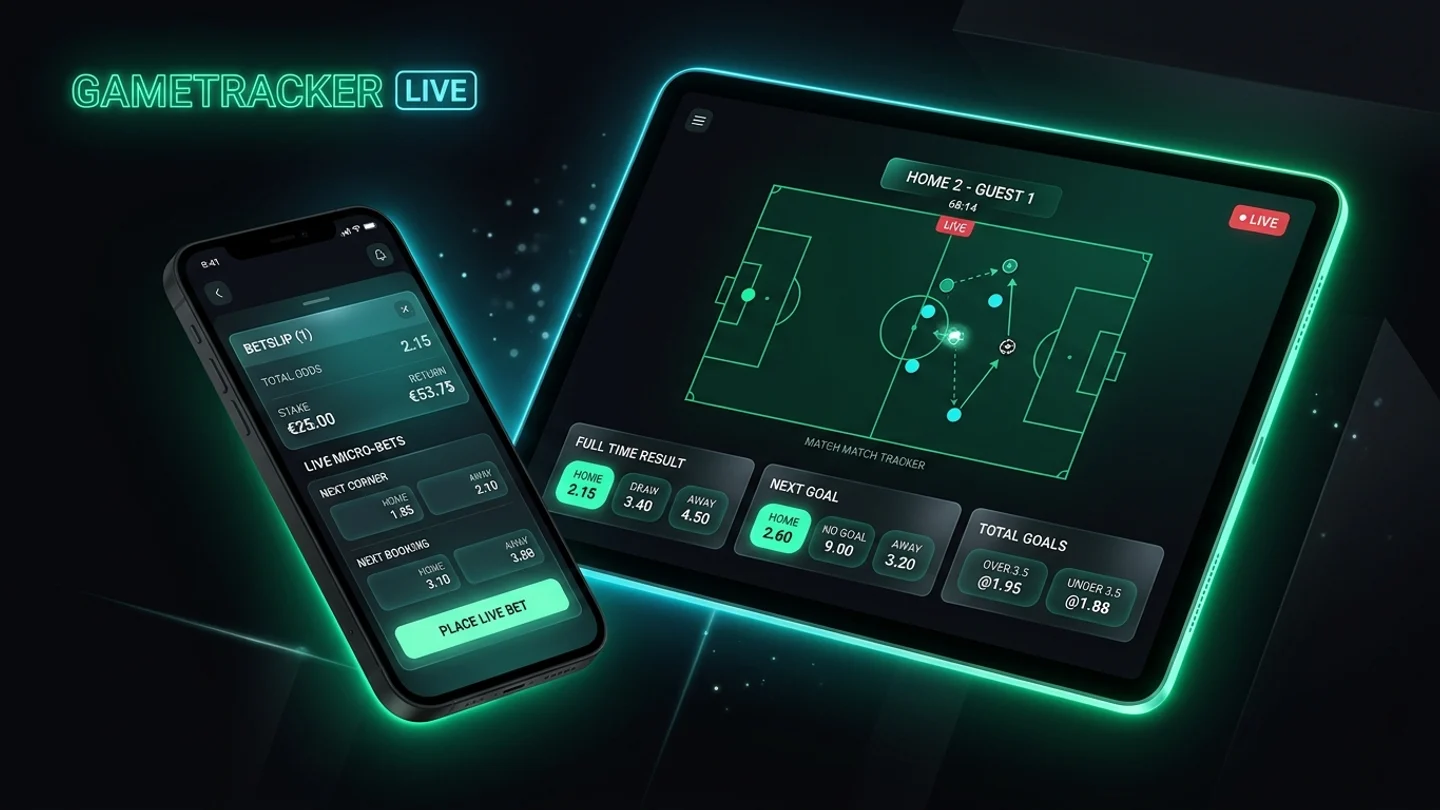 GAMETRACKER LIVE
8:41
BETSLIP (1)
TOTAL ODDS 2.15
STAKE RETURN
€25.00 €53.75
LIVE MICRO-BETS
NEXT CORNER
HOME AWAY
1.85 2.10
NEXT BOOKING
HOME AWAY
3.10 3.88
PLACE LIVE BET
HOME 2 - GUEST 1
68:14
LIVE
LIVE
MATCH MATCH TRAOKER
FULL TIME RESULT
HOME DRAW AWAY
2.15 3.40 4.50
NEXT GOAL
HOME NO GOAL AWAY
2.60 9.00 3.20
TOTAL GOALS
OVER 3.5 UNOER 3.5
@1.95 @1.88